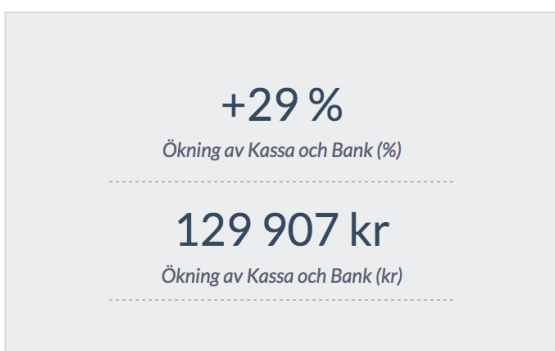 +29 %
Ökning av Kassa och Bank (%)
129 907 kr
Ökning av Kassa och Bank (kr)